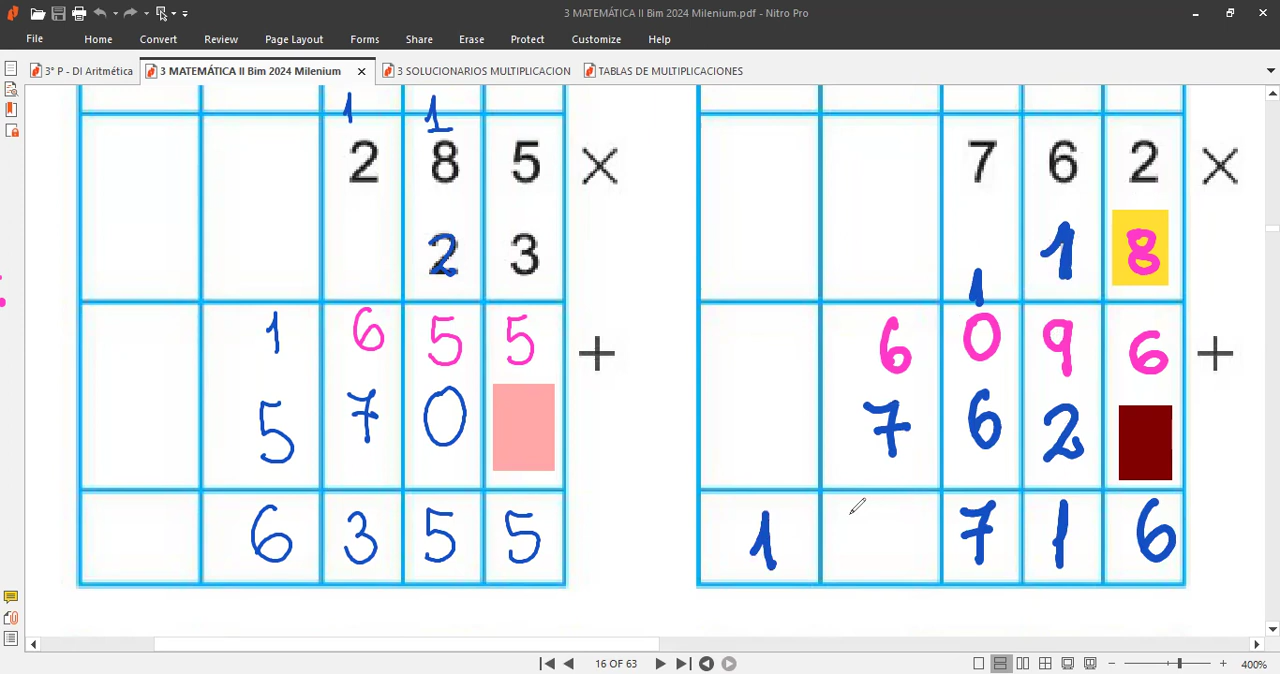 3 MATEMÁTICA II Bim 2024 Milenium.pdf - Nitro Pro
File Home Convert Review Page Layout Forms Share Erase Protect Customize Help
3° P - DI Aritmética 3 MATEMÁTICA II Bim 2024 Milenium 3 SOLUCIONARIOS MULTIPLICACION TABLAS DE MULTIPLICACIONES
1 1
2 8 5 ×
2 3
1 6 5 5 +
5 7 0
6 3 5 5
7 6 2 ×
1 8
1
6 0 9 6 +
7 6 2
1 7 1 6
16 OF 63
400%